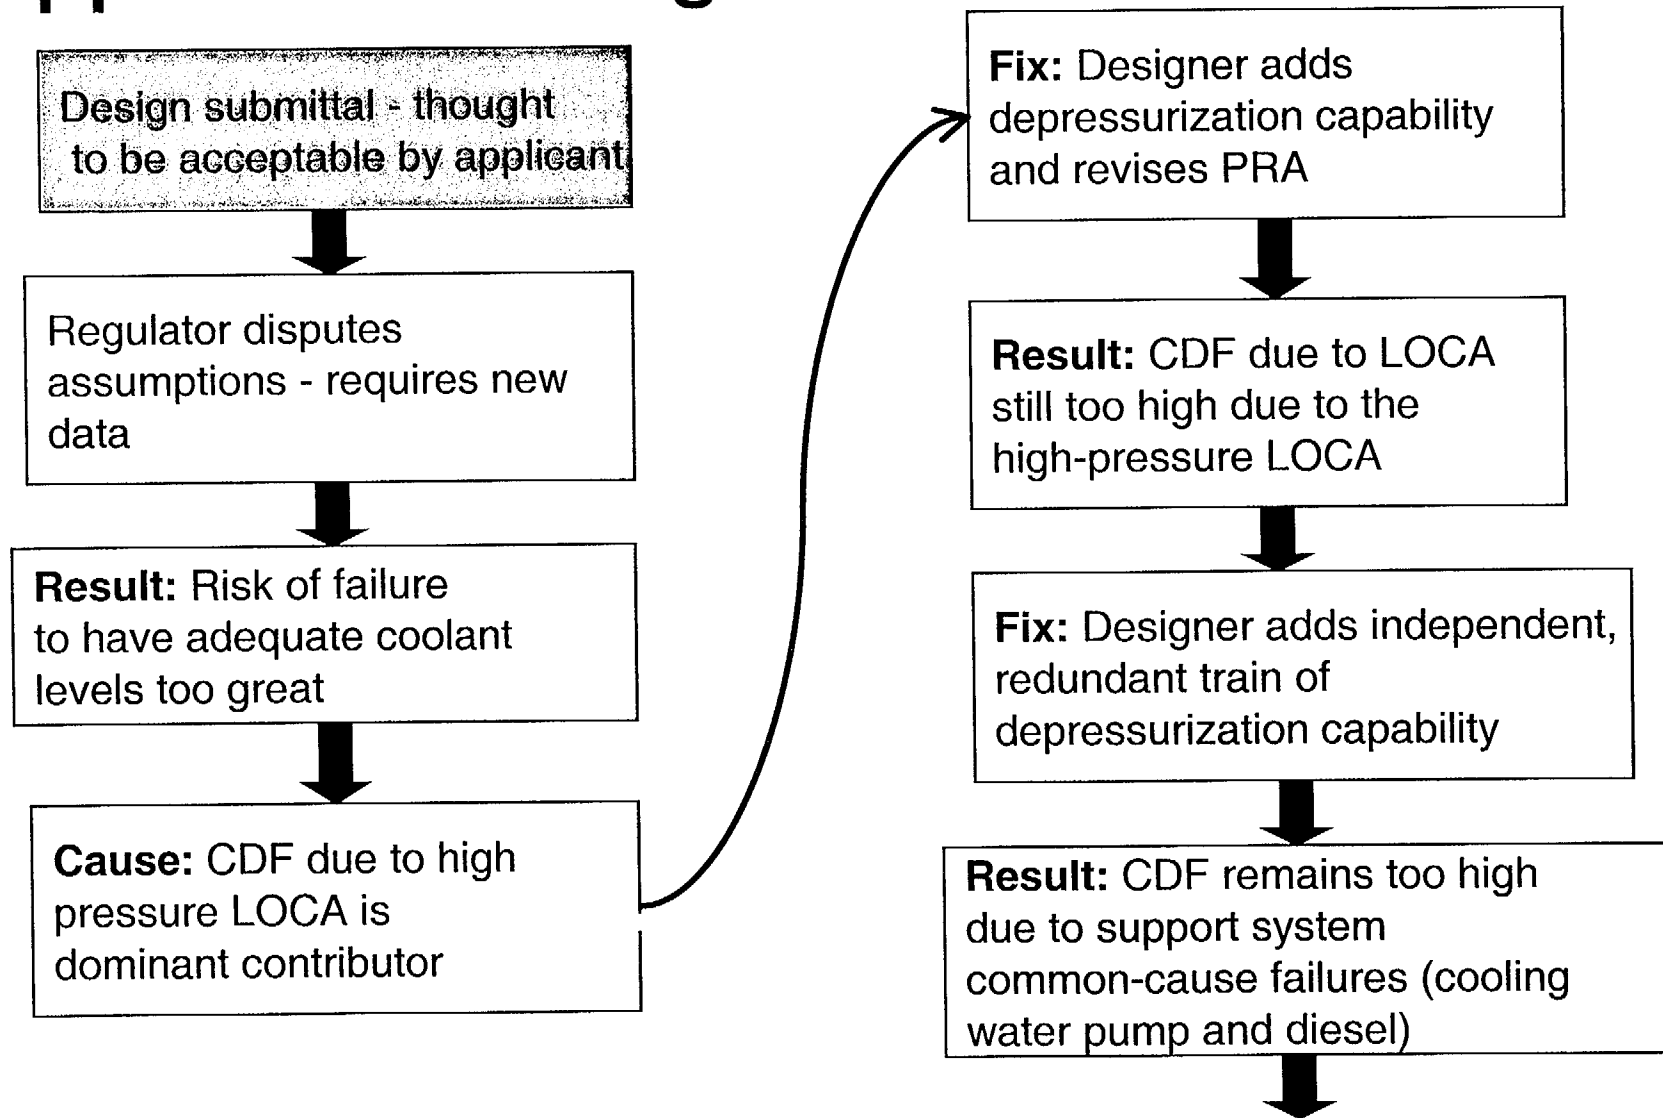 Design submittal - thought
to be acceptable by applicant
Regulator disputes
assumptions - requires new
data
Result: Risk of failure
to have adequate coolant
levels too great
Cause: CDF due to high
pressure LOCA is
dominant contributor
Fix: Designer adds
depressurization capability
and revises PRA
Result: CDF due to LOCA
still too high due to the
high-pressure LOCA
Fix: Designer adds independent,
redundant train of
depressurization capability
Result: CDF remains too high
due to support system
common-cause failures (cooling
water pump and diesel)